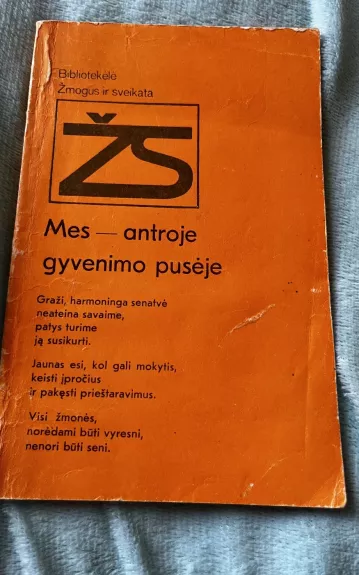 Bibliotekėlė
Žmogus ir sveikata
ŽS
Mes — antroje
gyvenimo pusėje
Graži, harmoninga senatvė
neateina savaime,
patys turime
ją susikurti.
Jaunas esi, kol gali mokytis,
keisti įpročius
ir pakęsti prieštaravimus.
Visi žmonės,
norėdami būti vyresni,
nenori būti seni.